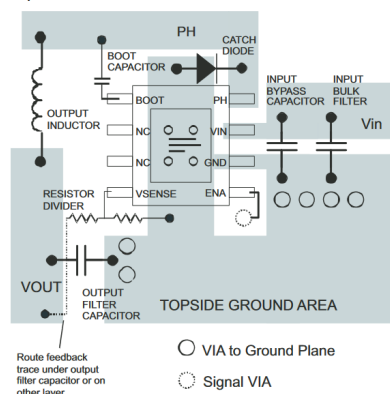 PH
CATCH
DIODE
BOOT
CAPACITOR
INPUT
BYPASS
CAPACITOR
INPUT
BULK
FILTER
BOOT
PH
OUTPUT
INDUCTOR
NC
VIN
Vin
NC
GND
RESISTOR
DIVIDER
VSENSE
ENA
VOUT
OUTPUT
FILTER
CAPACITOR
TOPSIDE GROUND AREA
Route feedback
trace under output
filter capacitor or on
other layer
VIA to Ground Plane
Signal VIA